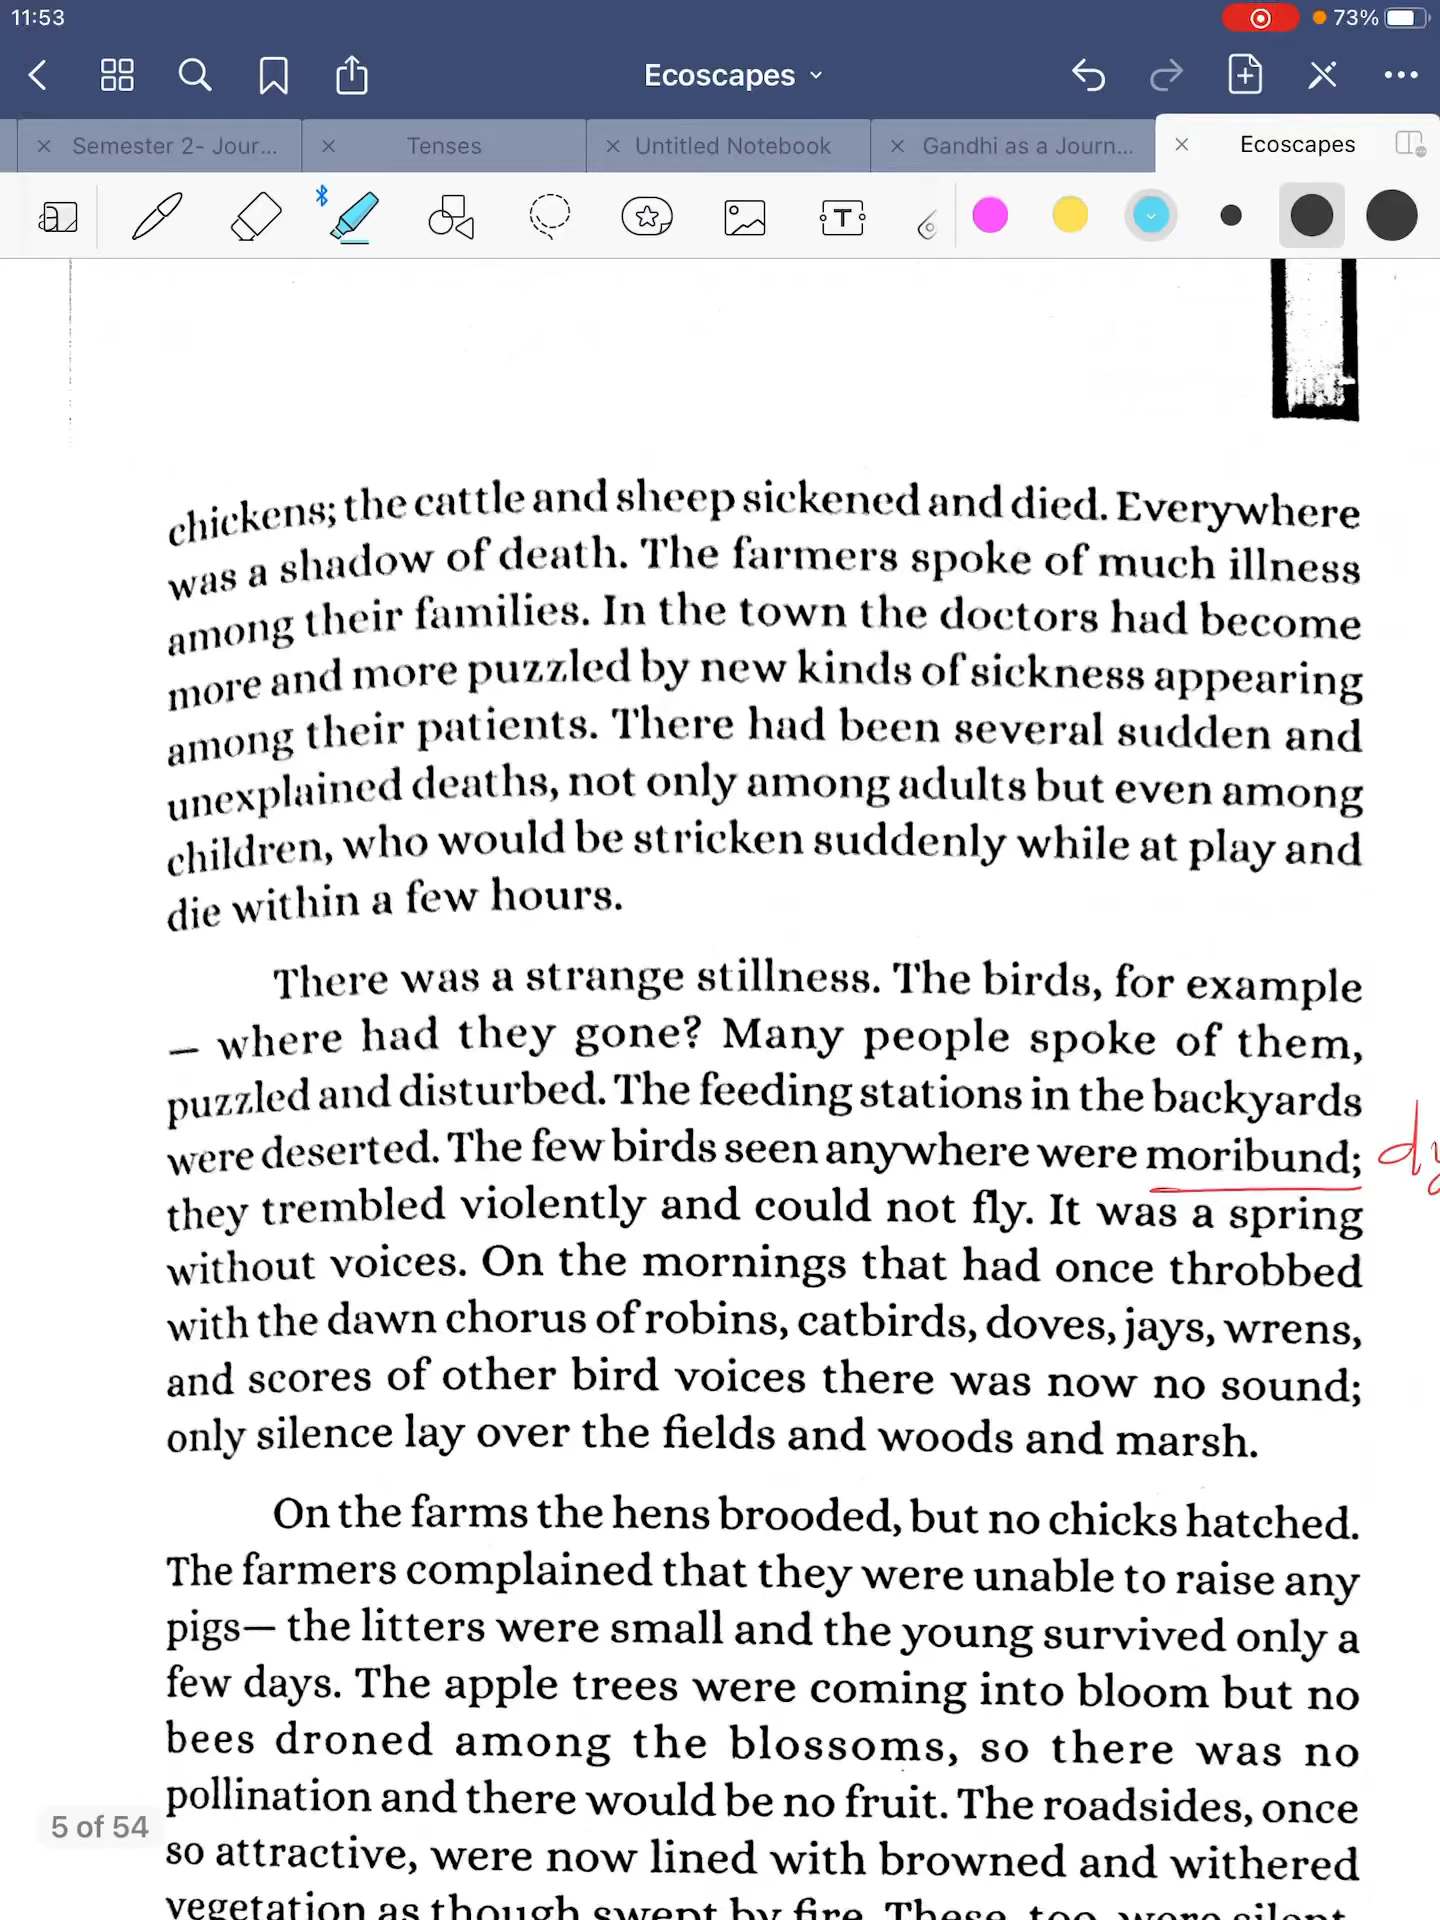 11:53
73%
Ecoscapes
Semester 2- Jour...
Tenses
Untitled Notebook
Gandhi as a Journ...
Ecoscapes
chickens; the cattle and sheep sickened and died. Everywhere
was a shadow of death. The farmers spoke of much illness
among their families. In the town the doctors had become
more and more puzzled by new kinds of sickness appearing
among their patients. There had been several sudden and
unexplained deaths, not only among adults but even among
children, who would be stricken suddenly while at play and
die within a few hours.
There was a strange stillness. The birds, for example
— where had they gone? Many people spoke of them,
puzzled and disturbed. The feeding stations in the backyards
were deserted. The few birds seen anywhere were moribund;
they trembled violently and could not fly. It was a spring
without voices. On the mornings that had once throbbed
with the dawn chorus of robins, catbirds, doves, jays, wrens,
and scores of other bird voices there was now no sound;
only silence lay over the fields and woods and marsh.
On the farms the hens brooded, but no chicks hatched.
The farmers complained that they were unable to raise any
pigs— the litters were small and the young survived only a
few days. The apple trees were coming into bloom but no
bees droned among the blossoms, so there was no
pollination and there would be no fruit. The roadsides, once
5 of 54
so attractive, were now lined with browned and withered
vegetation as though swept by fire. These, too, were silent,